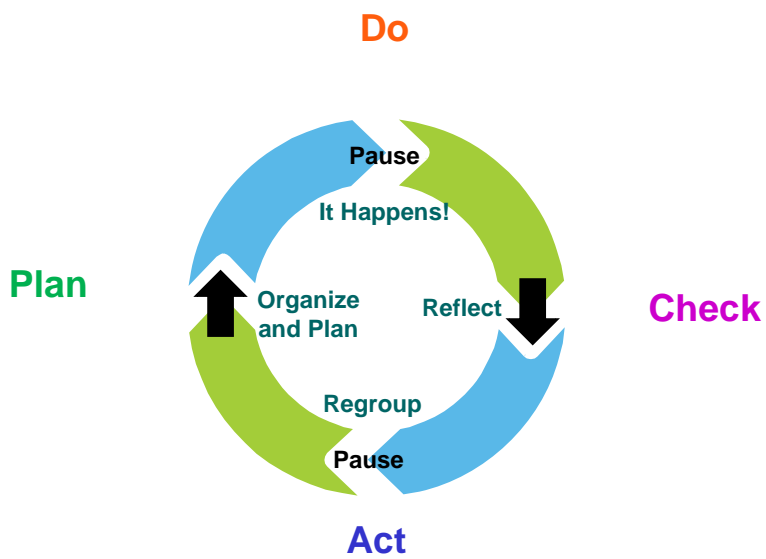 Do
Pause
It Happens!
Plan
Organize
and Plan
Reflect
Check
Regroup
Pause
Act